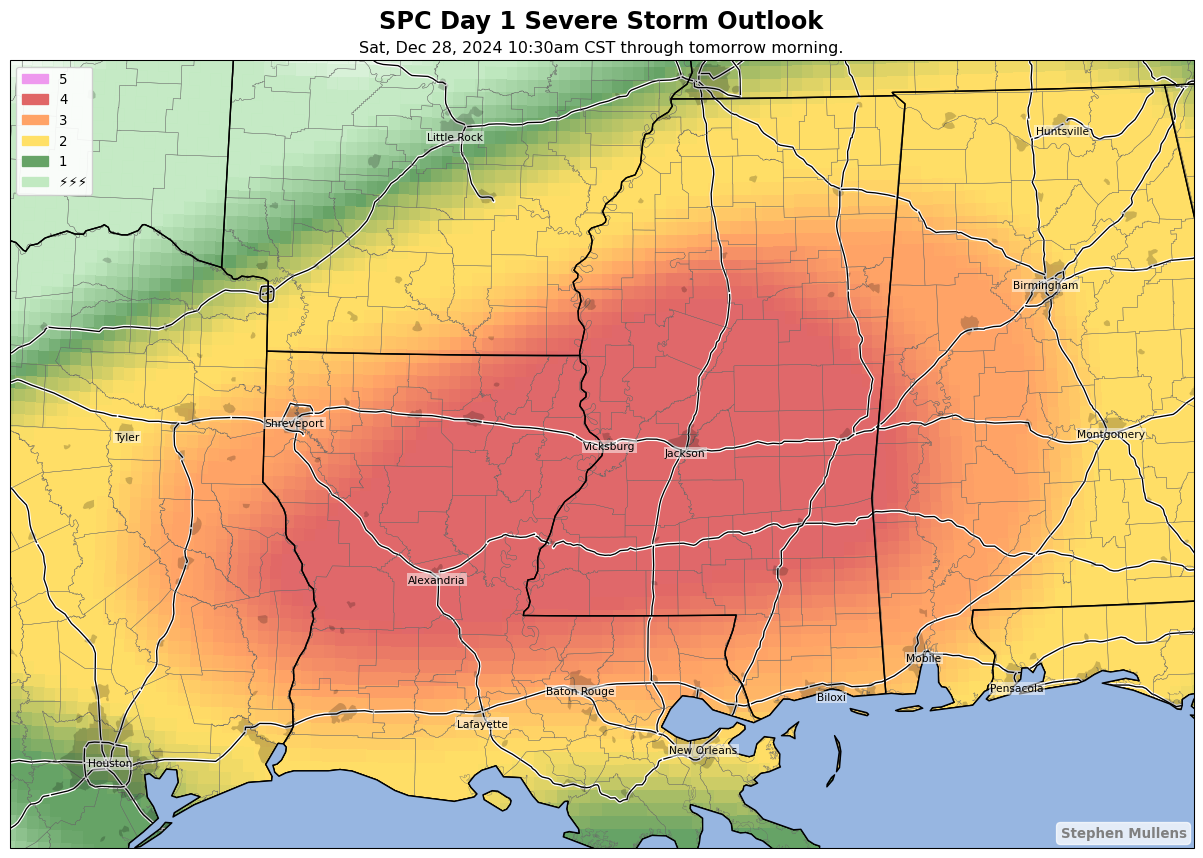 SPC Day 1 Severe Storm Outlook
Sat, Dec 28, 2024 10:30am CST through tomorrow morning.
5
4
3
2
1
⚡⚡⚡
Little Rock
Huntsville
Birmingham
Shreveport
Tyler
Vicksburg
Jackson
Montgomery
Alexandria
Mobile
Pensacola
Baton Rouge
Biloxi
Lafayette
New Orleans
Houston
Stephen Mullens